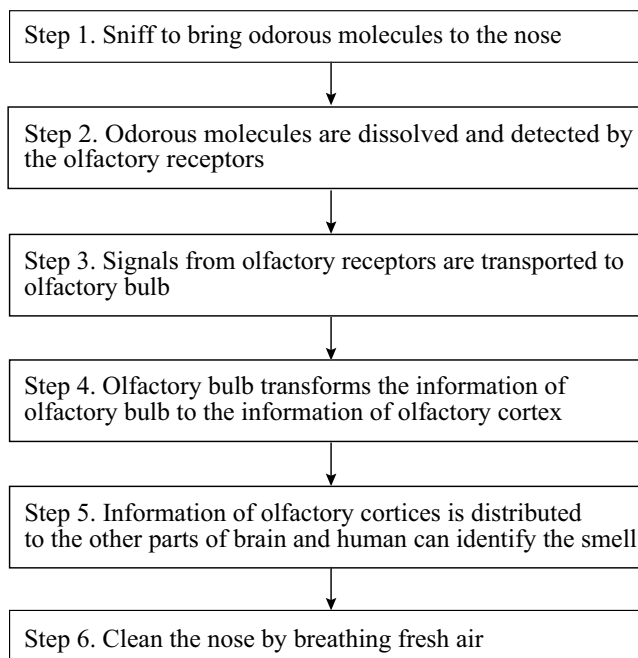 Step 1. Sniff to bring odorous molecules to the nose
Step 2. Odorous molecules are dissolved and detected by
the olfactory receptors
Step 3. Signals from olfactory receptors are transported to
olfactory bulb
Step 4. Olfactory bulb transforms the information of
olfactory bulb to the information of olfactory cortex
Step 5. Information of olfactory cortices is distributed
to the other parts of brain and human can identify the smell
Step 6. Clean the nose by breathing fresh air